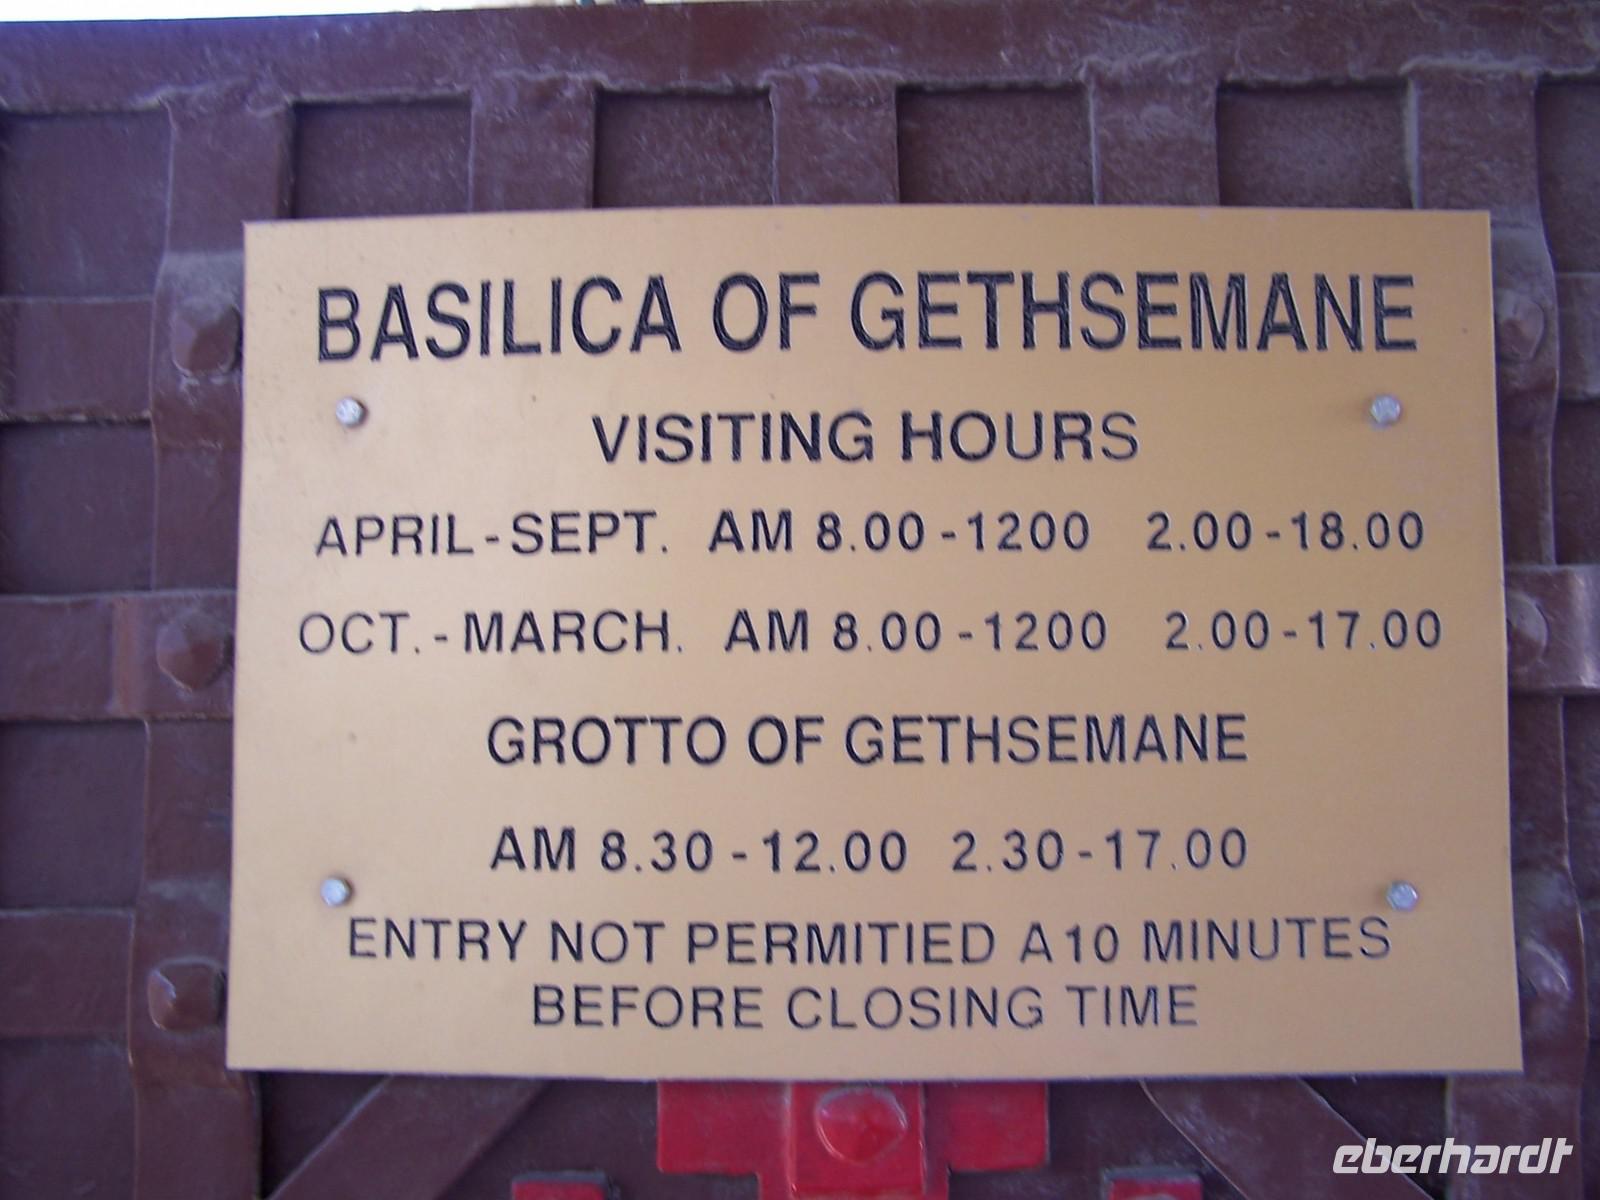 BASILICA OF GETHSEMANE
VISITING HOURS
APRIL-SEPT. AM 8.00-1200 2.00-18.00
OCT.-MARCH. AM 8.00-1200 2.00-17.00
GROTTO OF GETHSEMANE
AM 8.30-12.00 2.30-17.00
ENTRY NOT PERMITIED A10 MINUTES
BEFORE CLOSING TIME
eberhardt